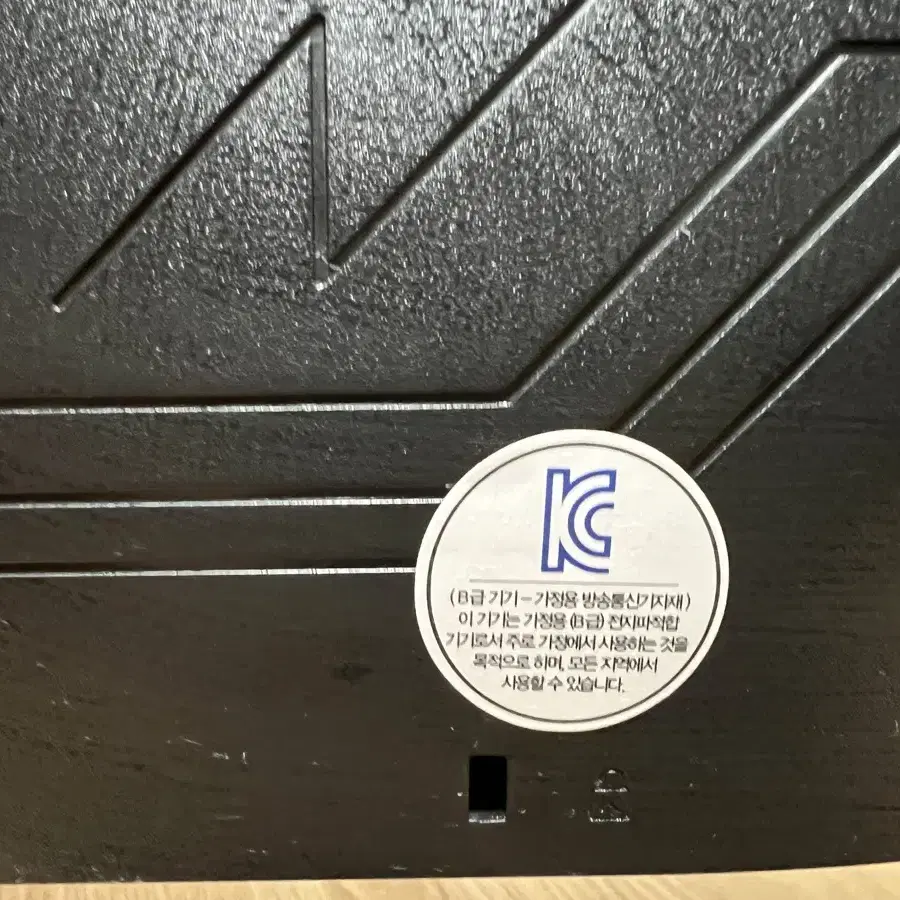 KC
(B급 기기 - 가정용 방송통신기자재)
이 기기는 가정용(B급) 전자파적합
기기로서 주로 가정에서 사용하는 것을
목적으로 하며, 모든 지역에서
사용할 수 있습니다.